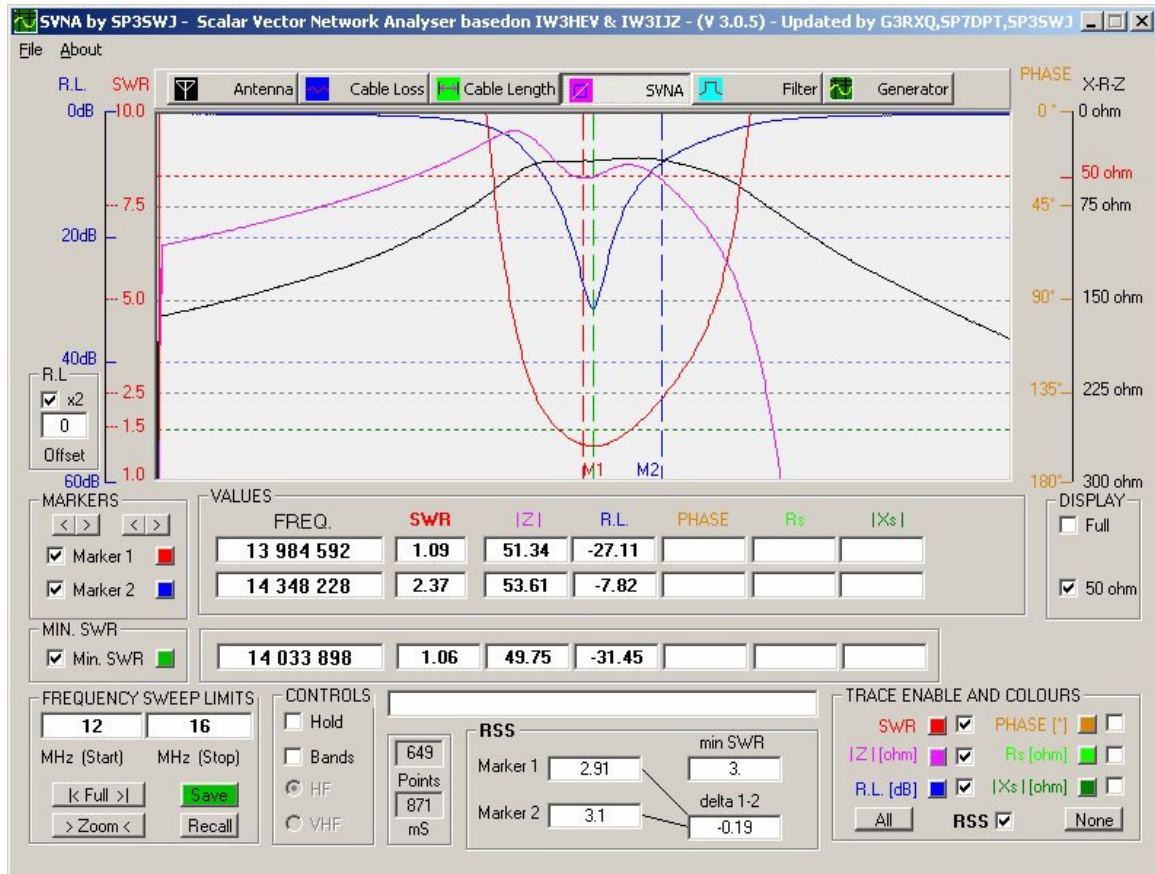 SVNA by SP3SWJ - Scalar Vector Network Analyser basedon IW3HEV & IW3IJZ - (V 3.0.5) - Updated by G3RXQ,SP7DPT,SP3SWJ
File About
R.L. SWR Antenna Cable Loss Cable Length SVNA Filter Generator PHASE X-R-Z
0dB 10.0 0 ° 0 ohm
50 ohm
7.5 45° 75 ohm
20dB
5.0 90° 150 ohm
40dB
R.L
x2 2.5 135° 225 ohm
0 1.5
Offset
1.0 M1 M2
60dB 180° 300 ohm
MARKERS VALUES DISPLAY
< > < > FREQ. SWR |Z| R.L. PHASE Rs |Xs| Full
Marker 1 13 984 592 1.09 51.34 -27.11
Marker 2 14 348 228 2.37 53.61 -7.82 50 ohm
MIN. SWR
Min. SWR 14 033 898 1.06 49.75 -31.45
FREQUENCY SWEEP LIMITS CONTROLS TRACE ENABLE AND COLOURS
12 16 Hold RSS SWR PHASE [°]
MHz (Start) MHz (Stop) Bands 649 Marker 1 2.91 min SWR 3. |Z| [ohm] Rs [ohm]
|< Full >| Save HF Points 871 delta 1-2 R.L. [dB] |Xs| [ohm]
> Zoom < Recall VHF mS Marker 2 3.1 -0.19 All RSS None